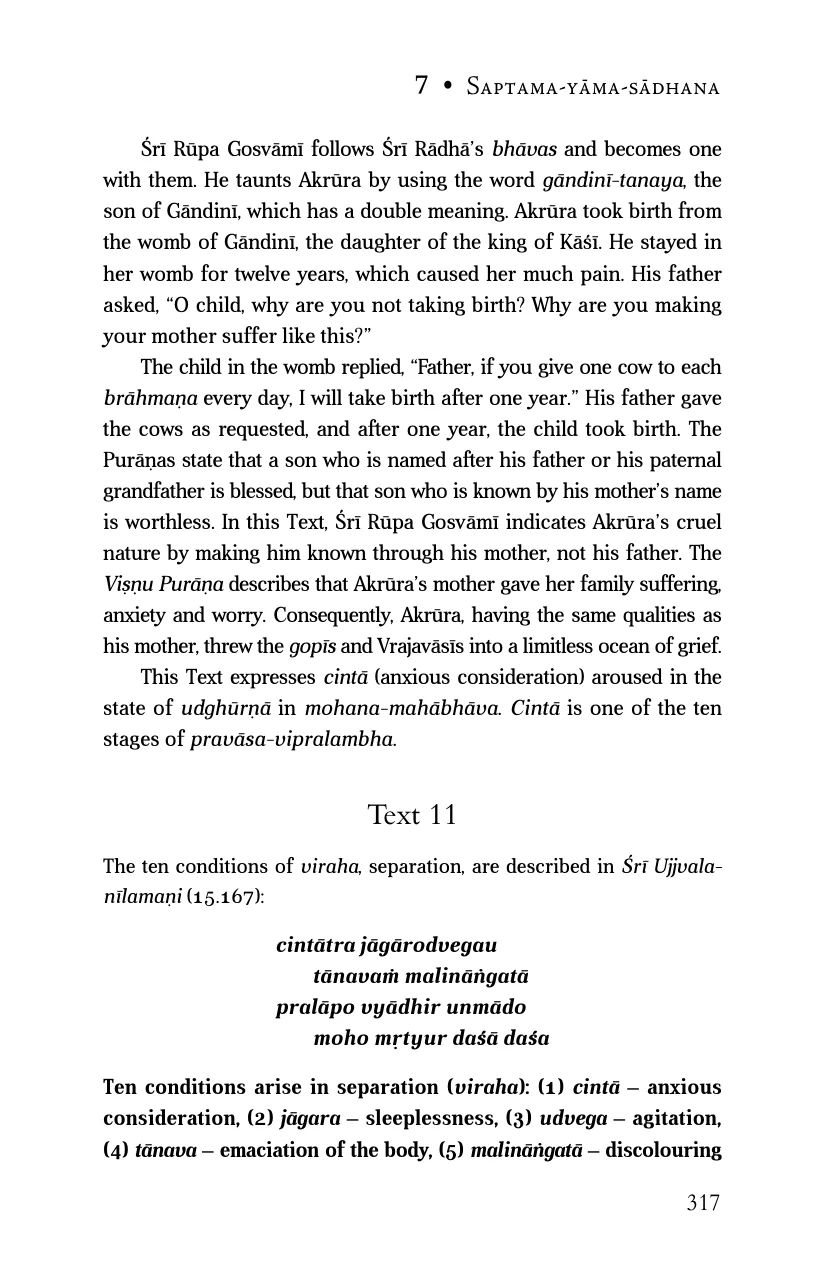 7 • Saptama-yāma-sādhana
Śrī Rūpa Gosvāmī follows Śrī Rādhā’s bhāvas and becomes one
with them. He taunts Akrūra by using the word gāndinī-tanaya, the
son of Gāndinī, which has a double meaning. Akrūra took birth from
the womb of Gāndinī, the daughter of the king of Kāśī. He stayed in
her womb for twelve years, which caused her much pain. His father
asked, “O child, why are you not taking birth? Why are you making
your mother suffer like this?”
The child in the womb replied, “Father, if you give one cow to each
brāhmaṇa every day, I will take birth after one year.” His father gave
the cows as requested, and after one year, the child took birth. The
Purāṇas state that a son who is named after his father or his paternal
grandfather is blessed, but that son who is known by his mother’s name
is worthless. In this Text, Śrī Rūpa Gosvāmī indicates Akrūra’s cruel
nature by making him known through his mother, not his father. The
Viṣṇu Purāṇa describes that Akrūra’s mother gave her family suffering,
anxiety and worry. Consequently, Akrūra, having the same qualities as
his mother, threw the gopīs and Vrajavāsīs into a limitless ocean of grief.
This Text expresses cintā (anxious consideration) aroused in the
state of udghūrṇā in mohana-mahābhāva. Cintā is one of the ten
stages of pravāsa-vipralambha.
Text 11
The ten conditions of viraha, separation, are described in Śrī Ujjvala-
nīlamaṇi (15.167):
cintātra jāgārodvegau
tānavaṁ malināṅgatā
pralāpo vyādhir unmādo
moho mṛtyur daśā daśa
Ten conditions arise in separation (viraha): (1) cintā – anxious
consideration, (2) jāgara – sleeplessness, (3) udvega – agitation,
(4) tānava – emaciation of the body, (5) malināṅgatā – discolouring
317